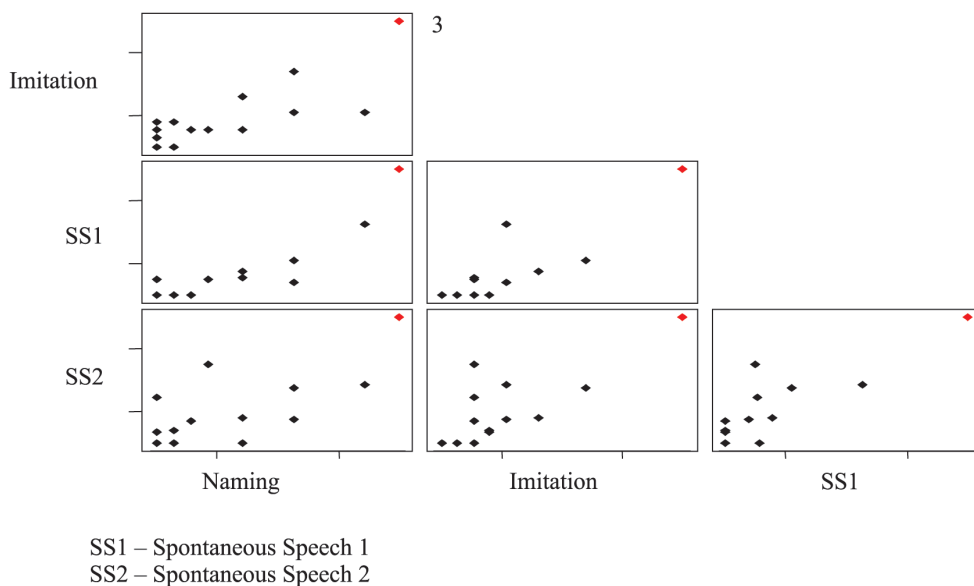 3
Imitation
SS1
SS2
Naming Imitation SS1
SS1 – Spontaneous Speech 1
SS2 – Spontaneous Speech 2